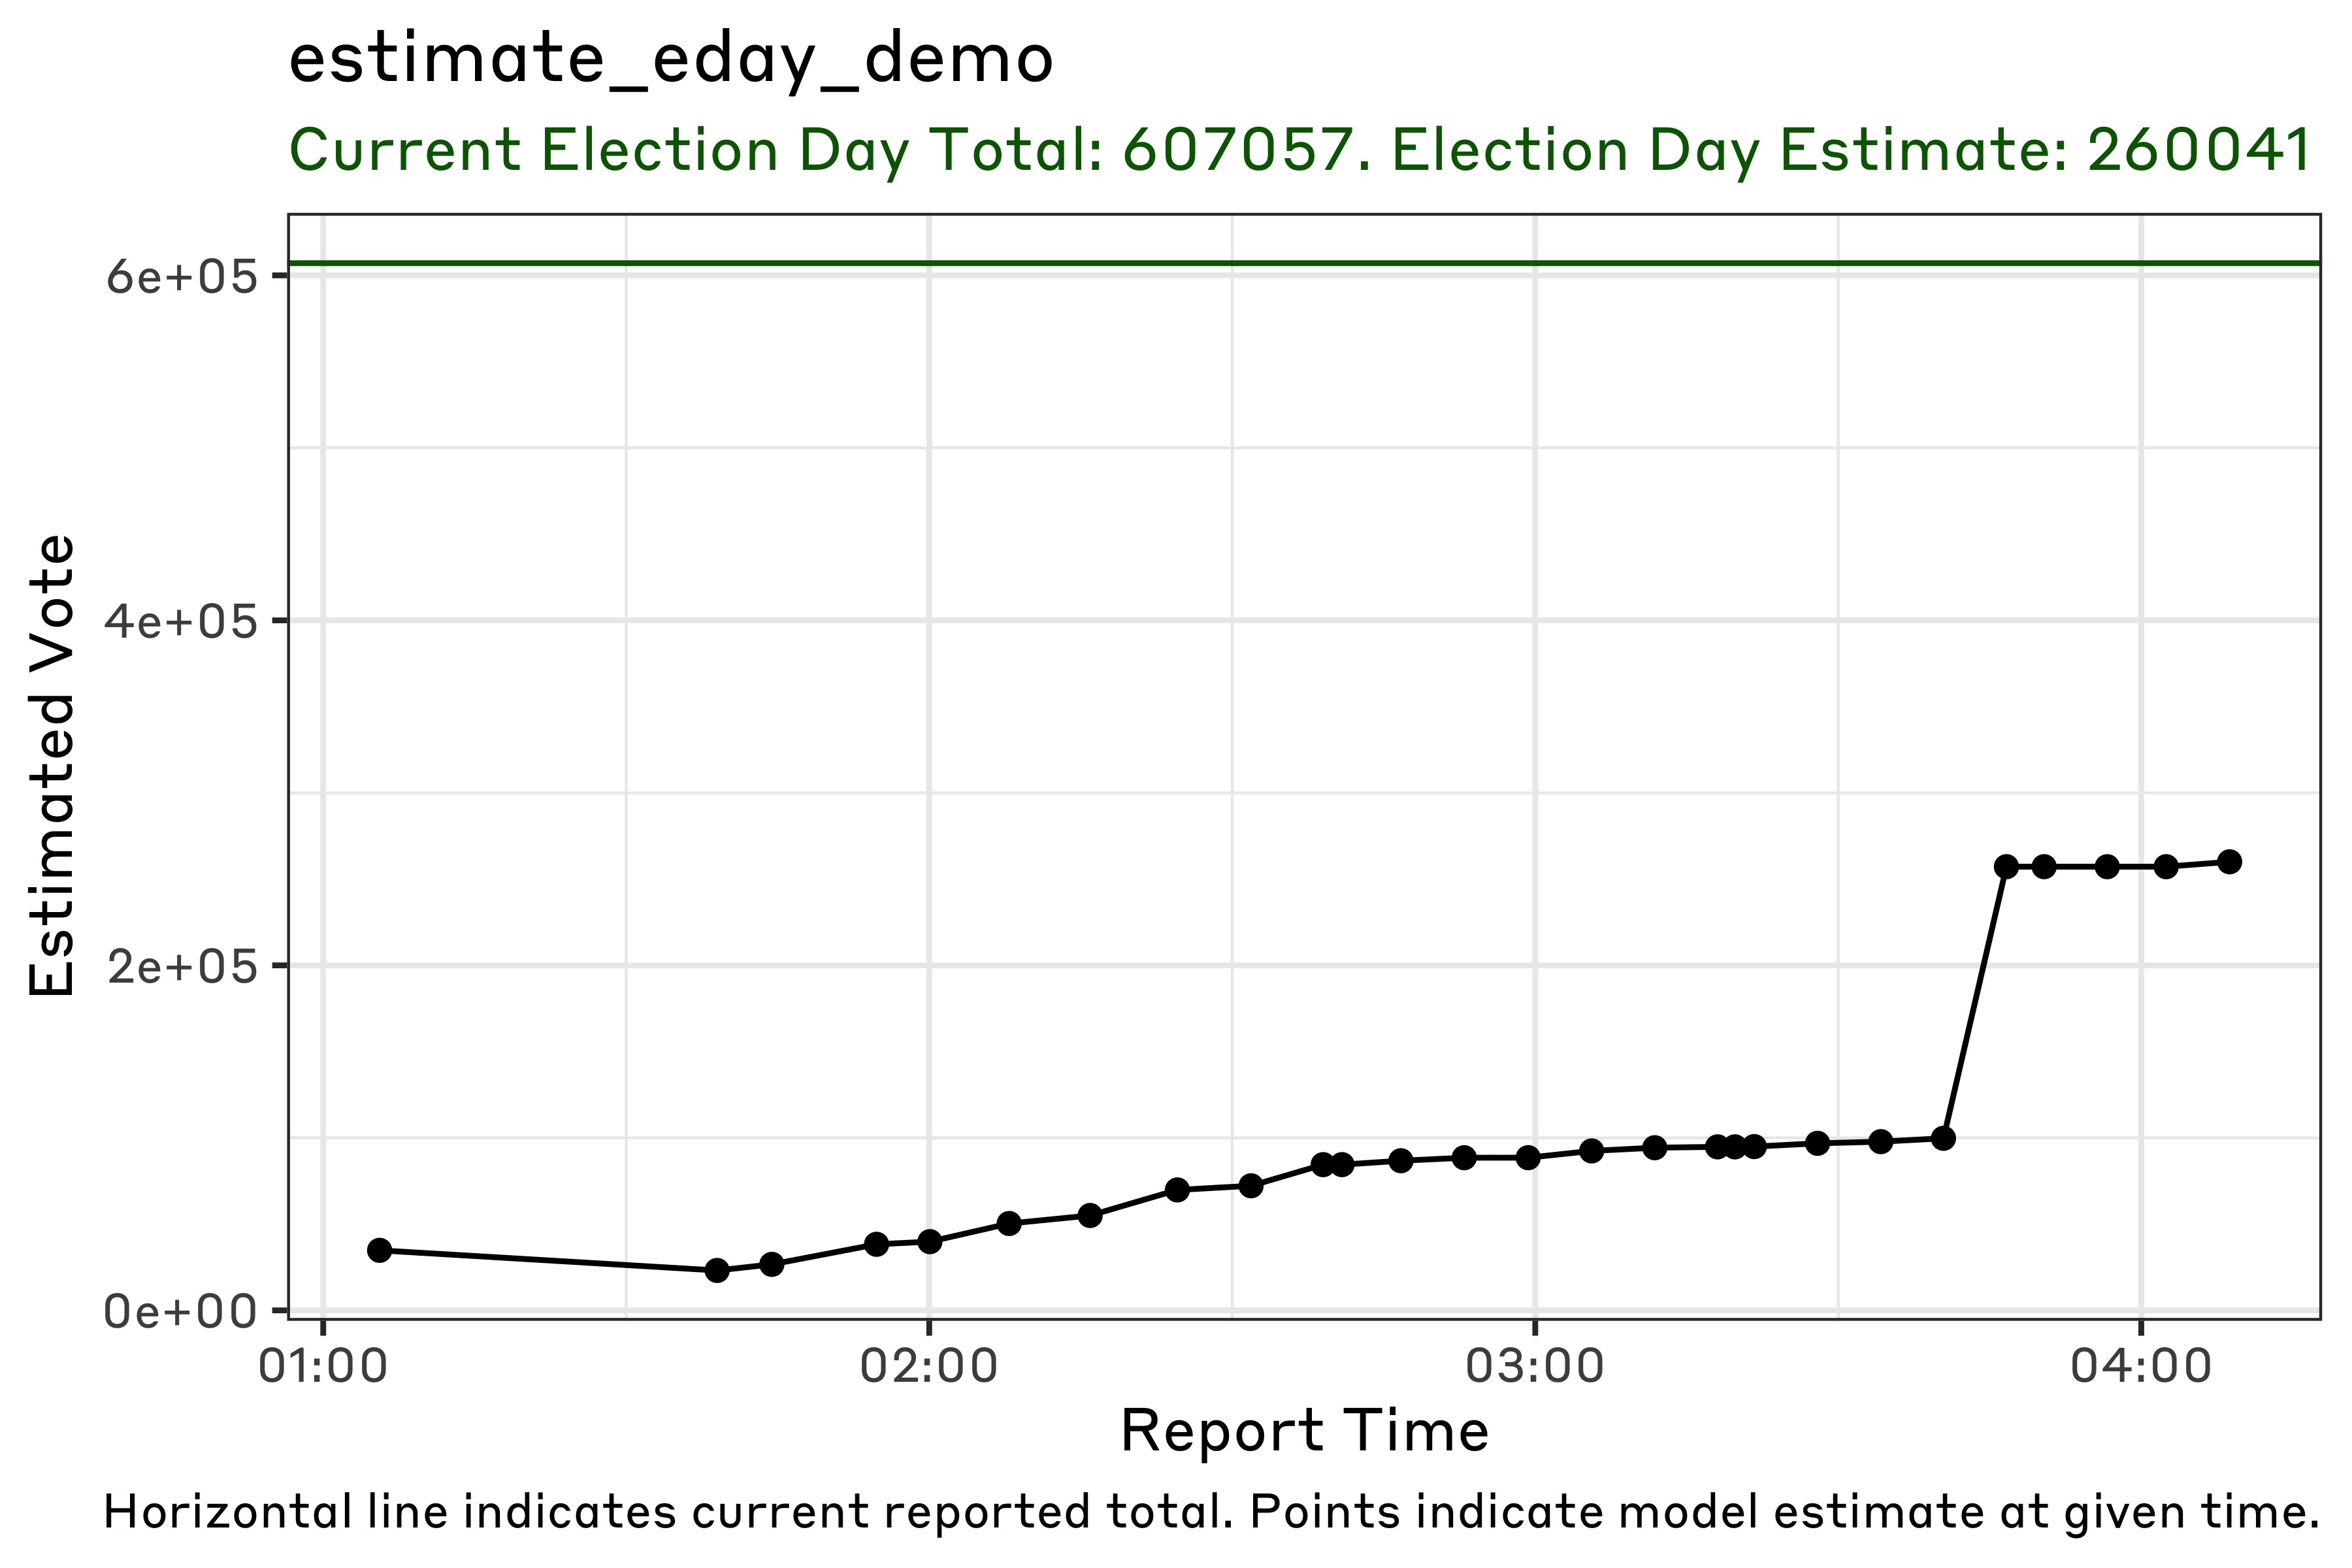 estimate_eday_demo
Current Election Day Total: 607057. Election Day Estimate: 260041
6e+05
4e+05
2e+05
0e+00
Estimated Vote
01:00 02:00 03:00 04:00
Report Time
Horizontal line indicates current reported total. Points indicate model estimate at given time.